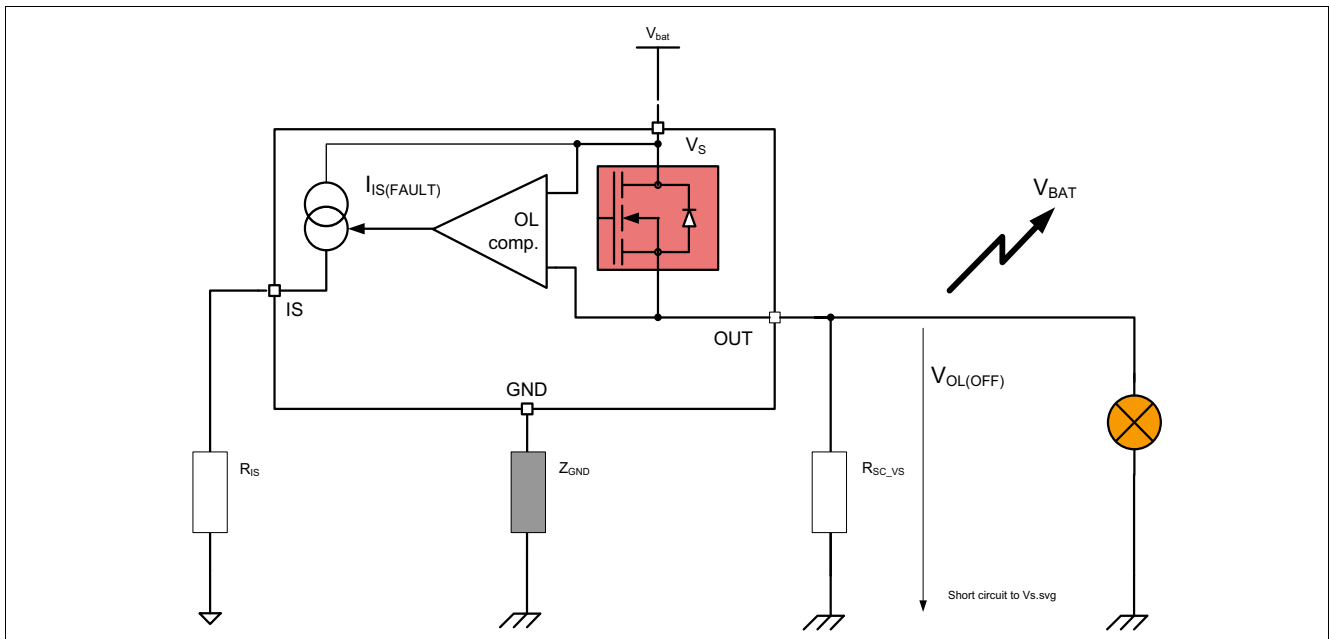 Vbat
VS
IIS(FAULT)
OL
comp.
VBAT
IS
OUT
VOL(OFF)
GND
RIS
ZGND
RSC_VS
Short circuit to Vs.svg